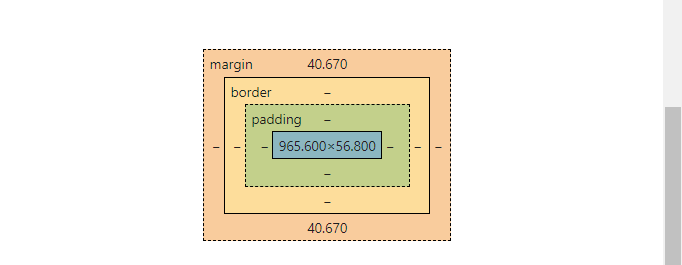 margin 40.670
border –
padding –
– – – 965.600×56.800 – – –
–
–
40.670